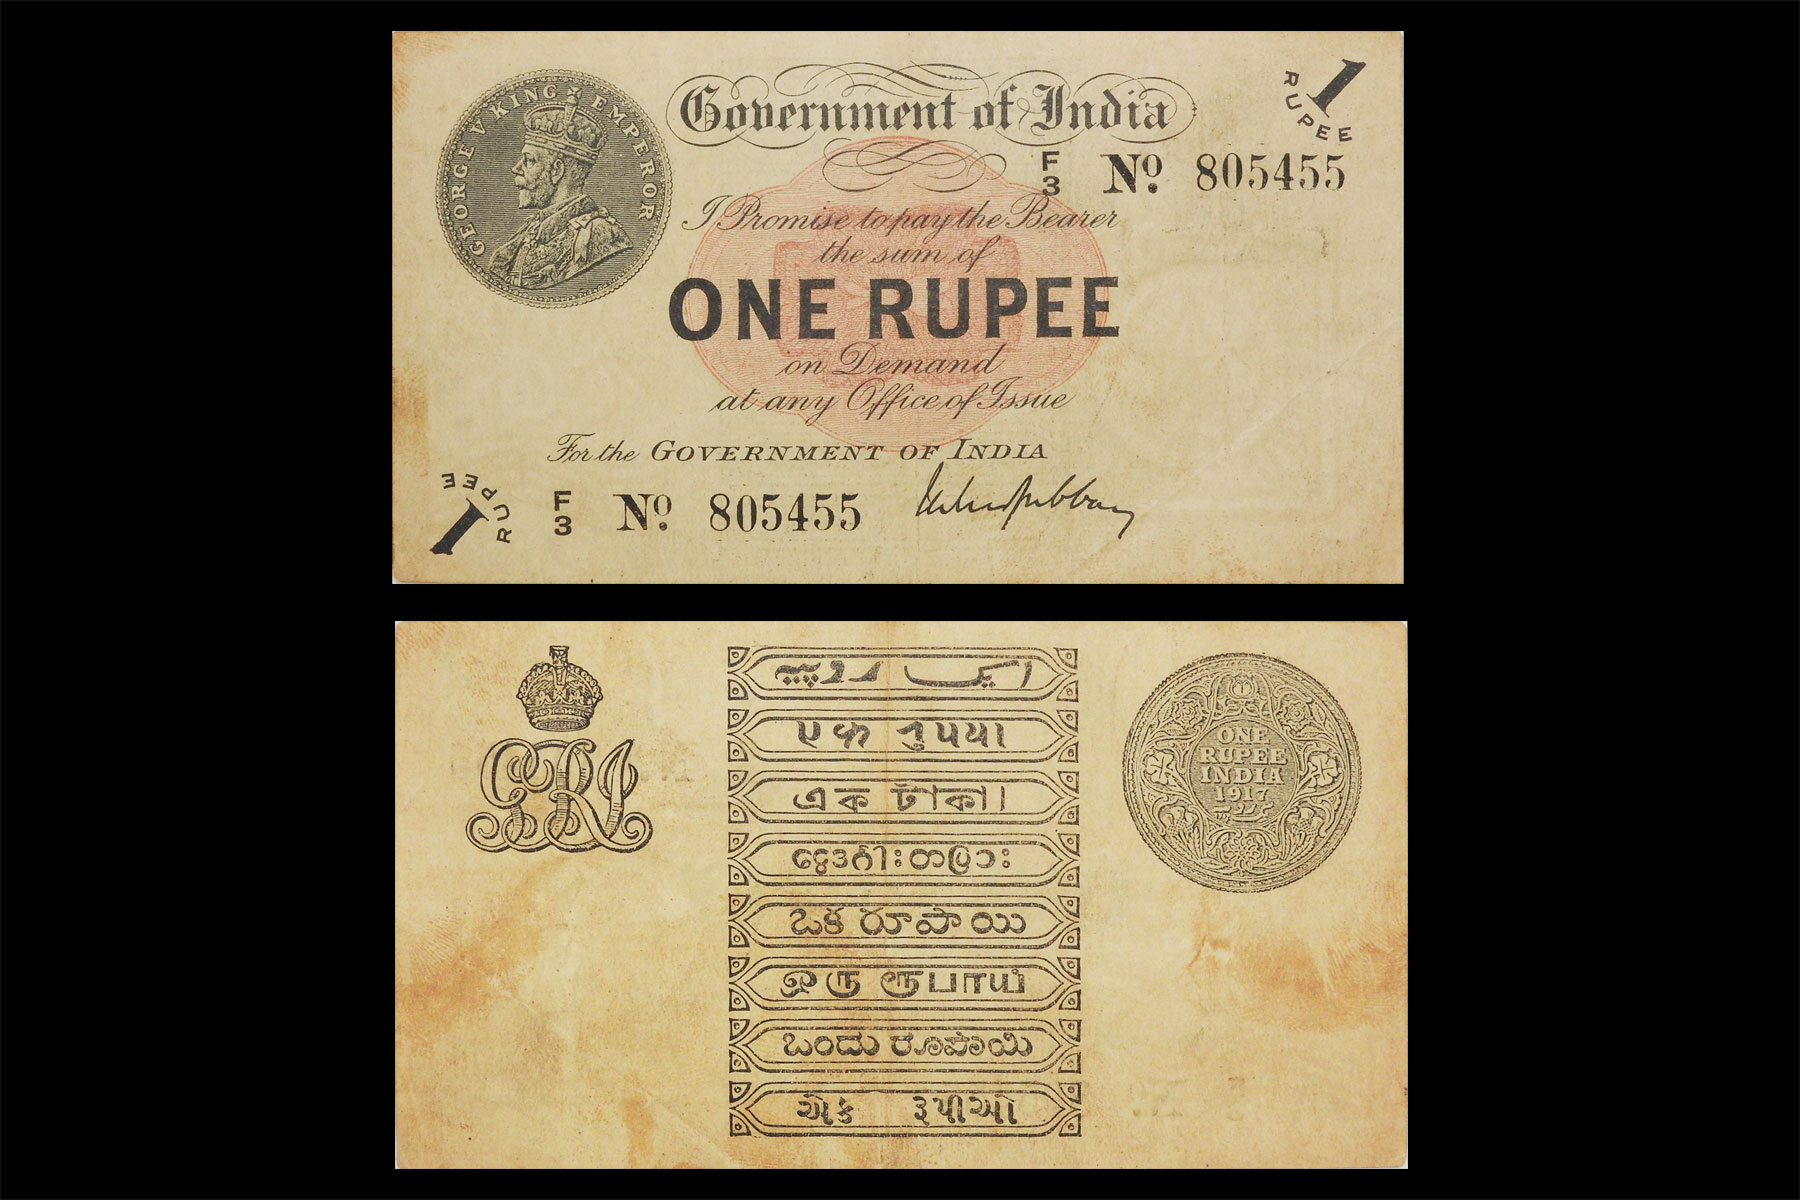 GEORGE V KING EMPEROR
Government of India
1 RUPEE
F/3 No. 805455
I Promise to pay the Bearer
the sum of
ONE RUPEE
on Demand
at any Office of Issue
For the GOVERNMENT OF INDIA
1 RUPEE
F/3 No. 805455
GRI
ایک روپیہ
एक रुपया
এক টাকা।
တစ်ဒင်္ဂါး
ఒక రూపాయి
ஒரு ரூபாய்
ಒಂದು ರೂಪಾಯಿ
એક રૂપીઓ
ONE
RUPEE
INDIA
1917